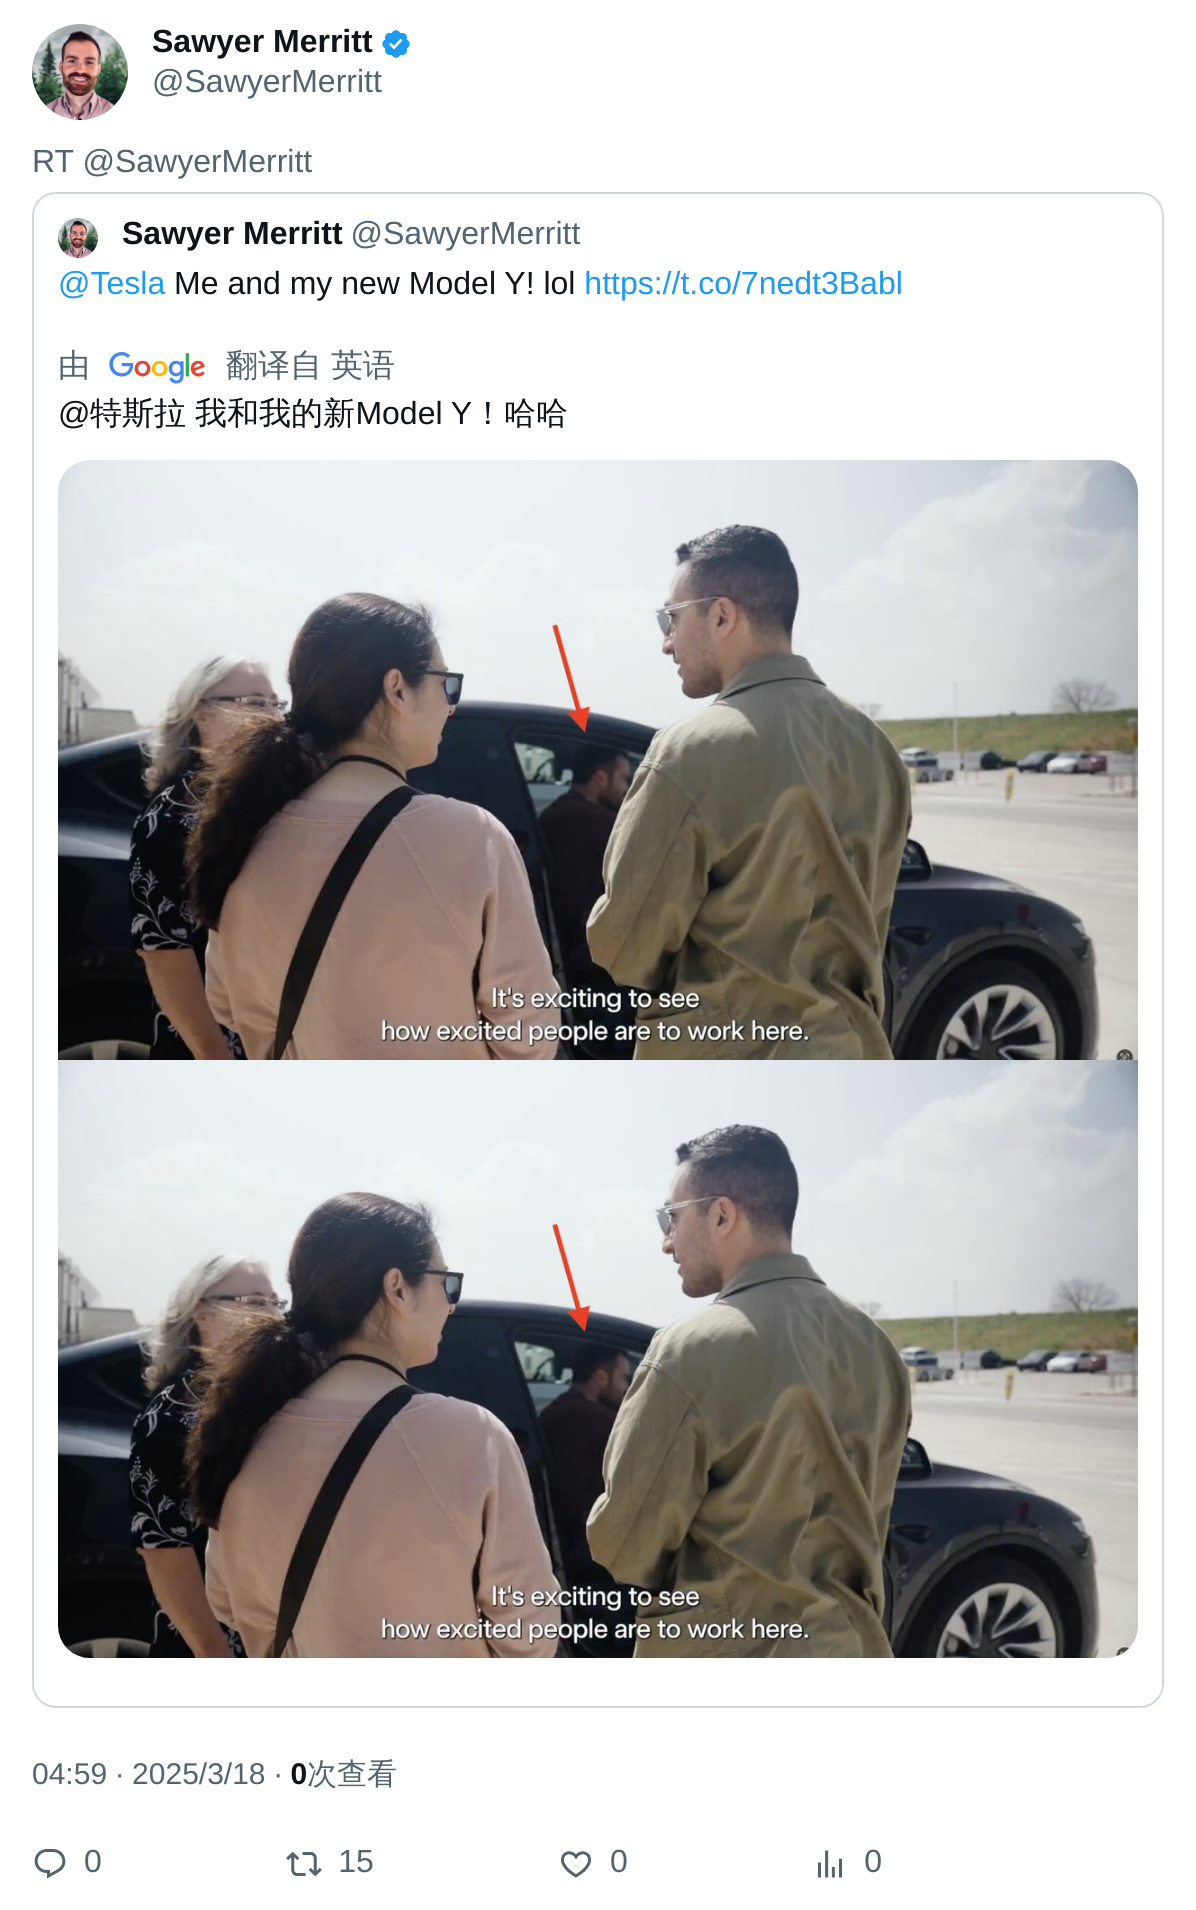 Sawyer Merritt
@SawyerMerritt
RT @SawyerMerritt
Sawyer Merritt @SawyerMerritt
@Tesla Me and my new Model Y! lol https://t.co/7nedt3Babl
由 Google 翻译自 英语
@特斯拉 我和我的新Model Y！哈哈
It's exciting to see
how excited people are to work here.
It's exciting to see
how excited people are to work here.
04:59 · 2025/3/18 · 0次查看
0 15 0 0